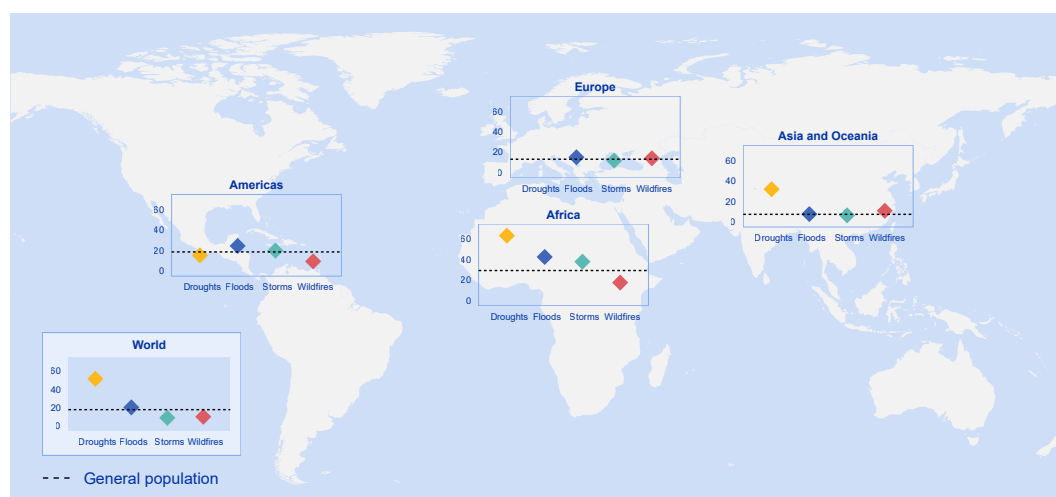 Europe
60
40
20
0
Droughts Floods Storms Wildfires
Asia and Oceania
60
40
20
0
Droughts Floods Storms Wildfires
Americas
60
40
20
0
Droughts Floods Storms Wildfires
Africa
60
40
20
0
Droughts Floods Storms Wildfires
World
60
40
20
0
Droughts Floods Storms Wildfires
General population